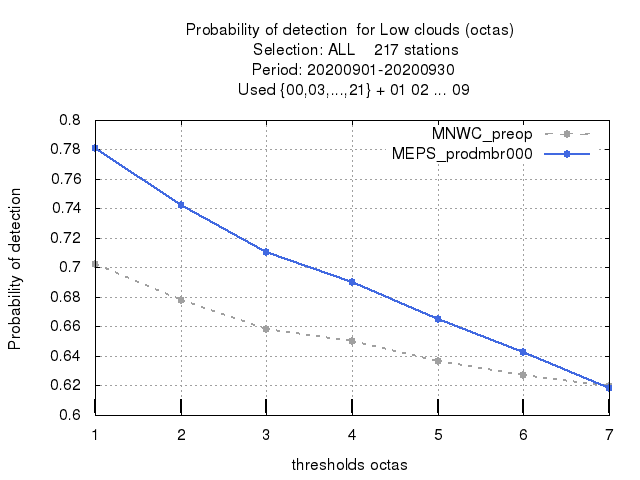 Probability of detection  for Low clouds (octas)
Selection: ALL    217 stations
Period: 20200901-20200930
Used {00,03,...,21} + 01 02 ... 09
MNWC_preop
MEPS_prodmbr000
Probability of detection
0.8
0.78
0.76
0.74
0.72
0.7
0.68
0.66
0.64
0.62
0.6
1 2 3 4 5 6 7
thresholds octas